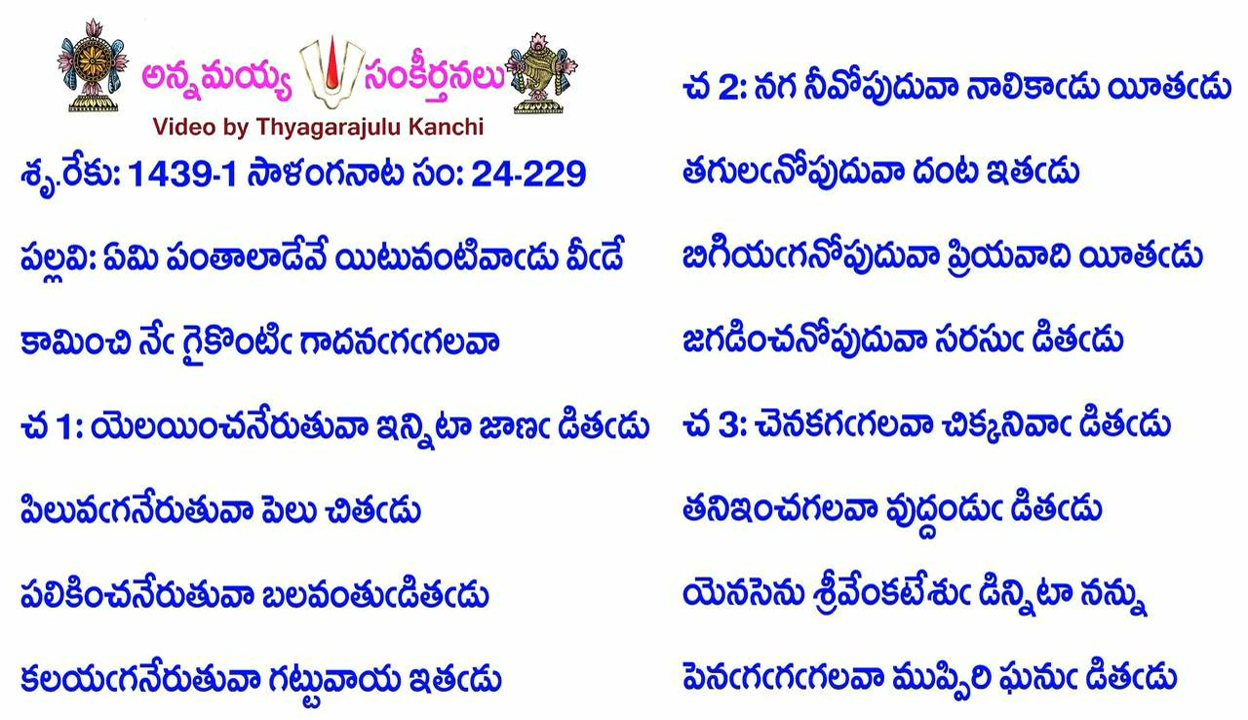 అన్నమయ్య సంకీర్తనలు
Video by Thyagarajulu Kanchi
శృ.రేకు: 1439-1 సాళంగనాట సం: 24-229
పల్లవి: ఏమి పంతాలాడేవే యిటువంటివాఁడు వీఁడే
కామించి నేఁ గైకొంటిఁ గాదనఁగఁగలవా
చ 1: యెలయించనేరుతువా ఇన్నిటా జాణఁ డితఁడు
పిలువఁగనేరుతువా పెలు చితఁడు
పలికించనేరుతువా బలవంతుఁడితఁడు
కలయఁగనేరుతువా గట్టువాయ ఇతఁడు
చ 2: నగ నీవోపుదువా నాలికాఁడు యీతఁడు
తగులఁనోపుదువా దంట ఇతఁడు
బిగియఁగనోపుదువా ప్రియవాది యీతఁడు
జగడించనోపుదువా సరసుఁ డితఁడు
చ 3: చెనకగఁగలవా చిక్కనివాఁ డితఁడు
తనిఇంచగలవా వుద్దండుఁ డితఁడు
యెనసెను శ్రీవేంకటేశుఁ డిన్నిటా నన్ను
పెనఁగఁగఁగలవా ముప్పిరి ఘనుఁ డితఁడు